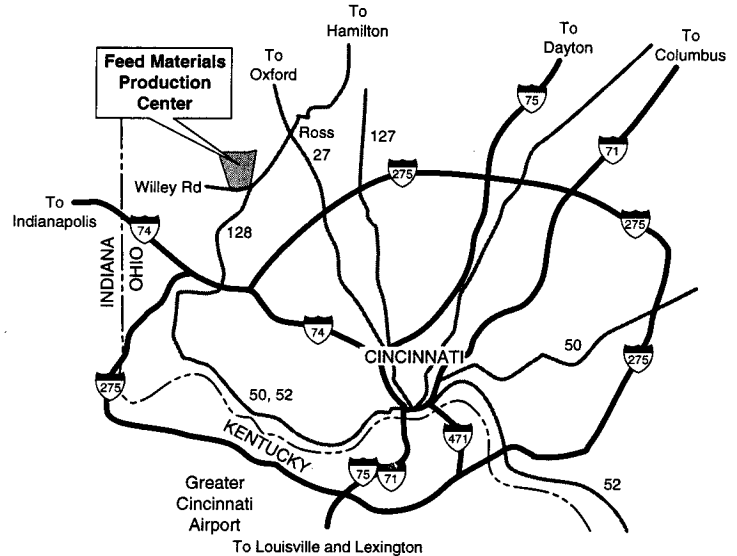 To
Hamilton
To
Dayton
To
Columbus
To
Oxford
Feed Materials
Production
Center
75
Ross
127
27
71
275
Willey Rd
To
Indianapolis
74
128
275
INDIANA
OHIO
74
CINCINNATI
50
275
275
50, 52
KENTUCKY
471
75
71
Greater
Cincinnati
Airport
52
To Louisville and Lexington